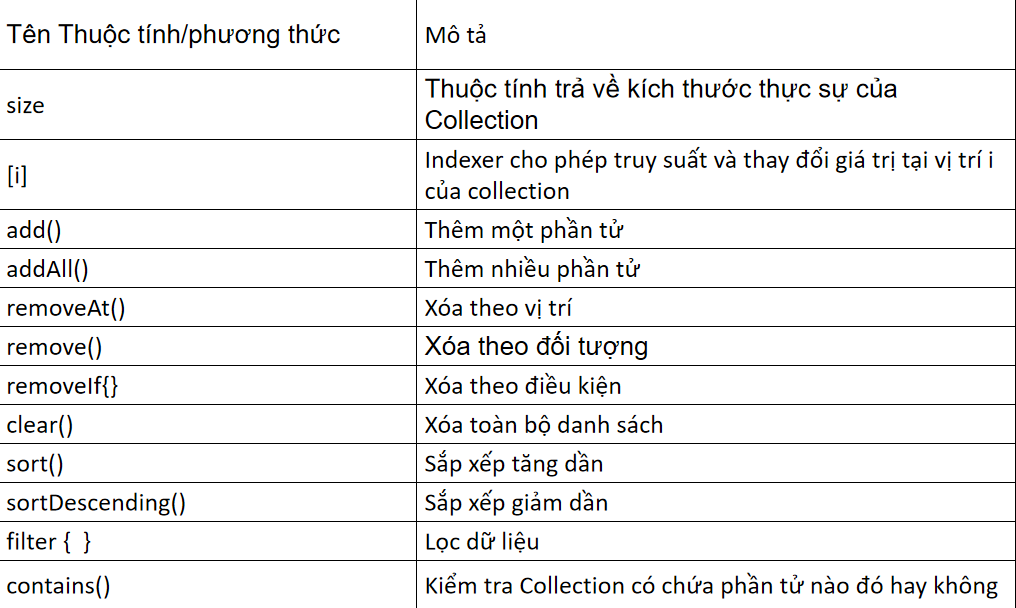 Tên Thuộc tính/phương thức
Mô tả
size
Thuộc tính trả về kích thước thực sự của
Collection
[i]
Indexer cho phép truy suất và thay đổi giá trị tại vị trí i
của collection
add()
Thêm một phần tử
addAll()
Thêm nhiều phần tử
removeAt()
Xóa theo vị trí
remove()
Xóa theo đối tượng
removeIf{}
Xóa theo điều kiện
clear()
Xóa toàn bộ danh sách
sort()
Sắp xếp tăng dần
sortDescending()
Sắp xếp giảm dần
filter {  }
Lọc dữ liệu
contains()
Kiểm tra Collection có chứa phần tử nào đó hay không